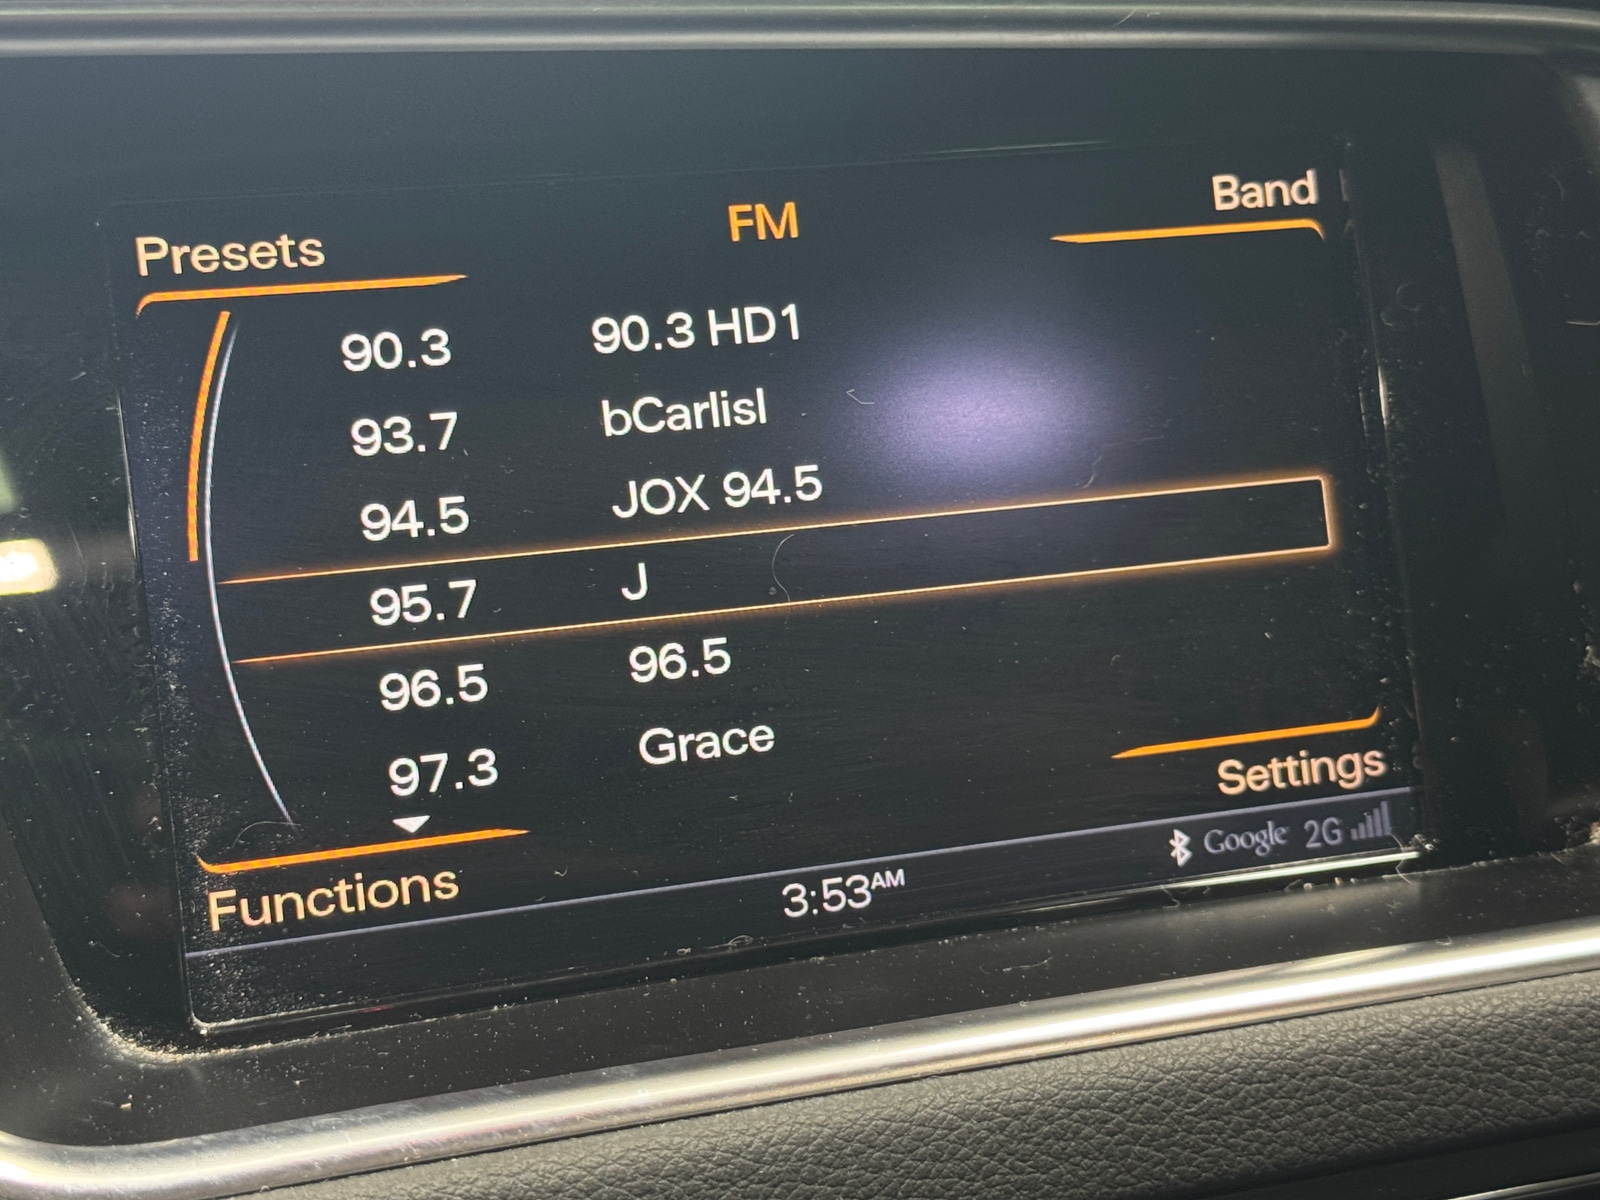 Presets FM Band
90.3 90.3 HD1
93.7 bCarlisl
94.5 JOX 94.5
95.7 J
96.5 96.5
97.3 Grace
Settings
Functions 3:53AM Google 2G